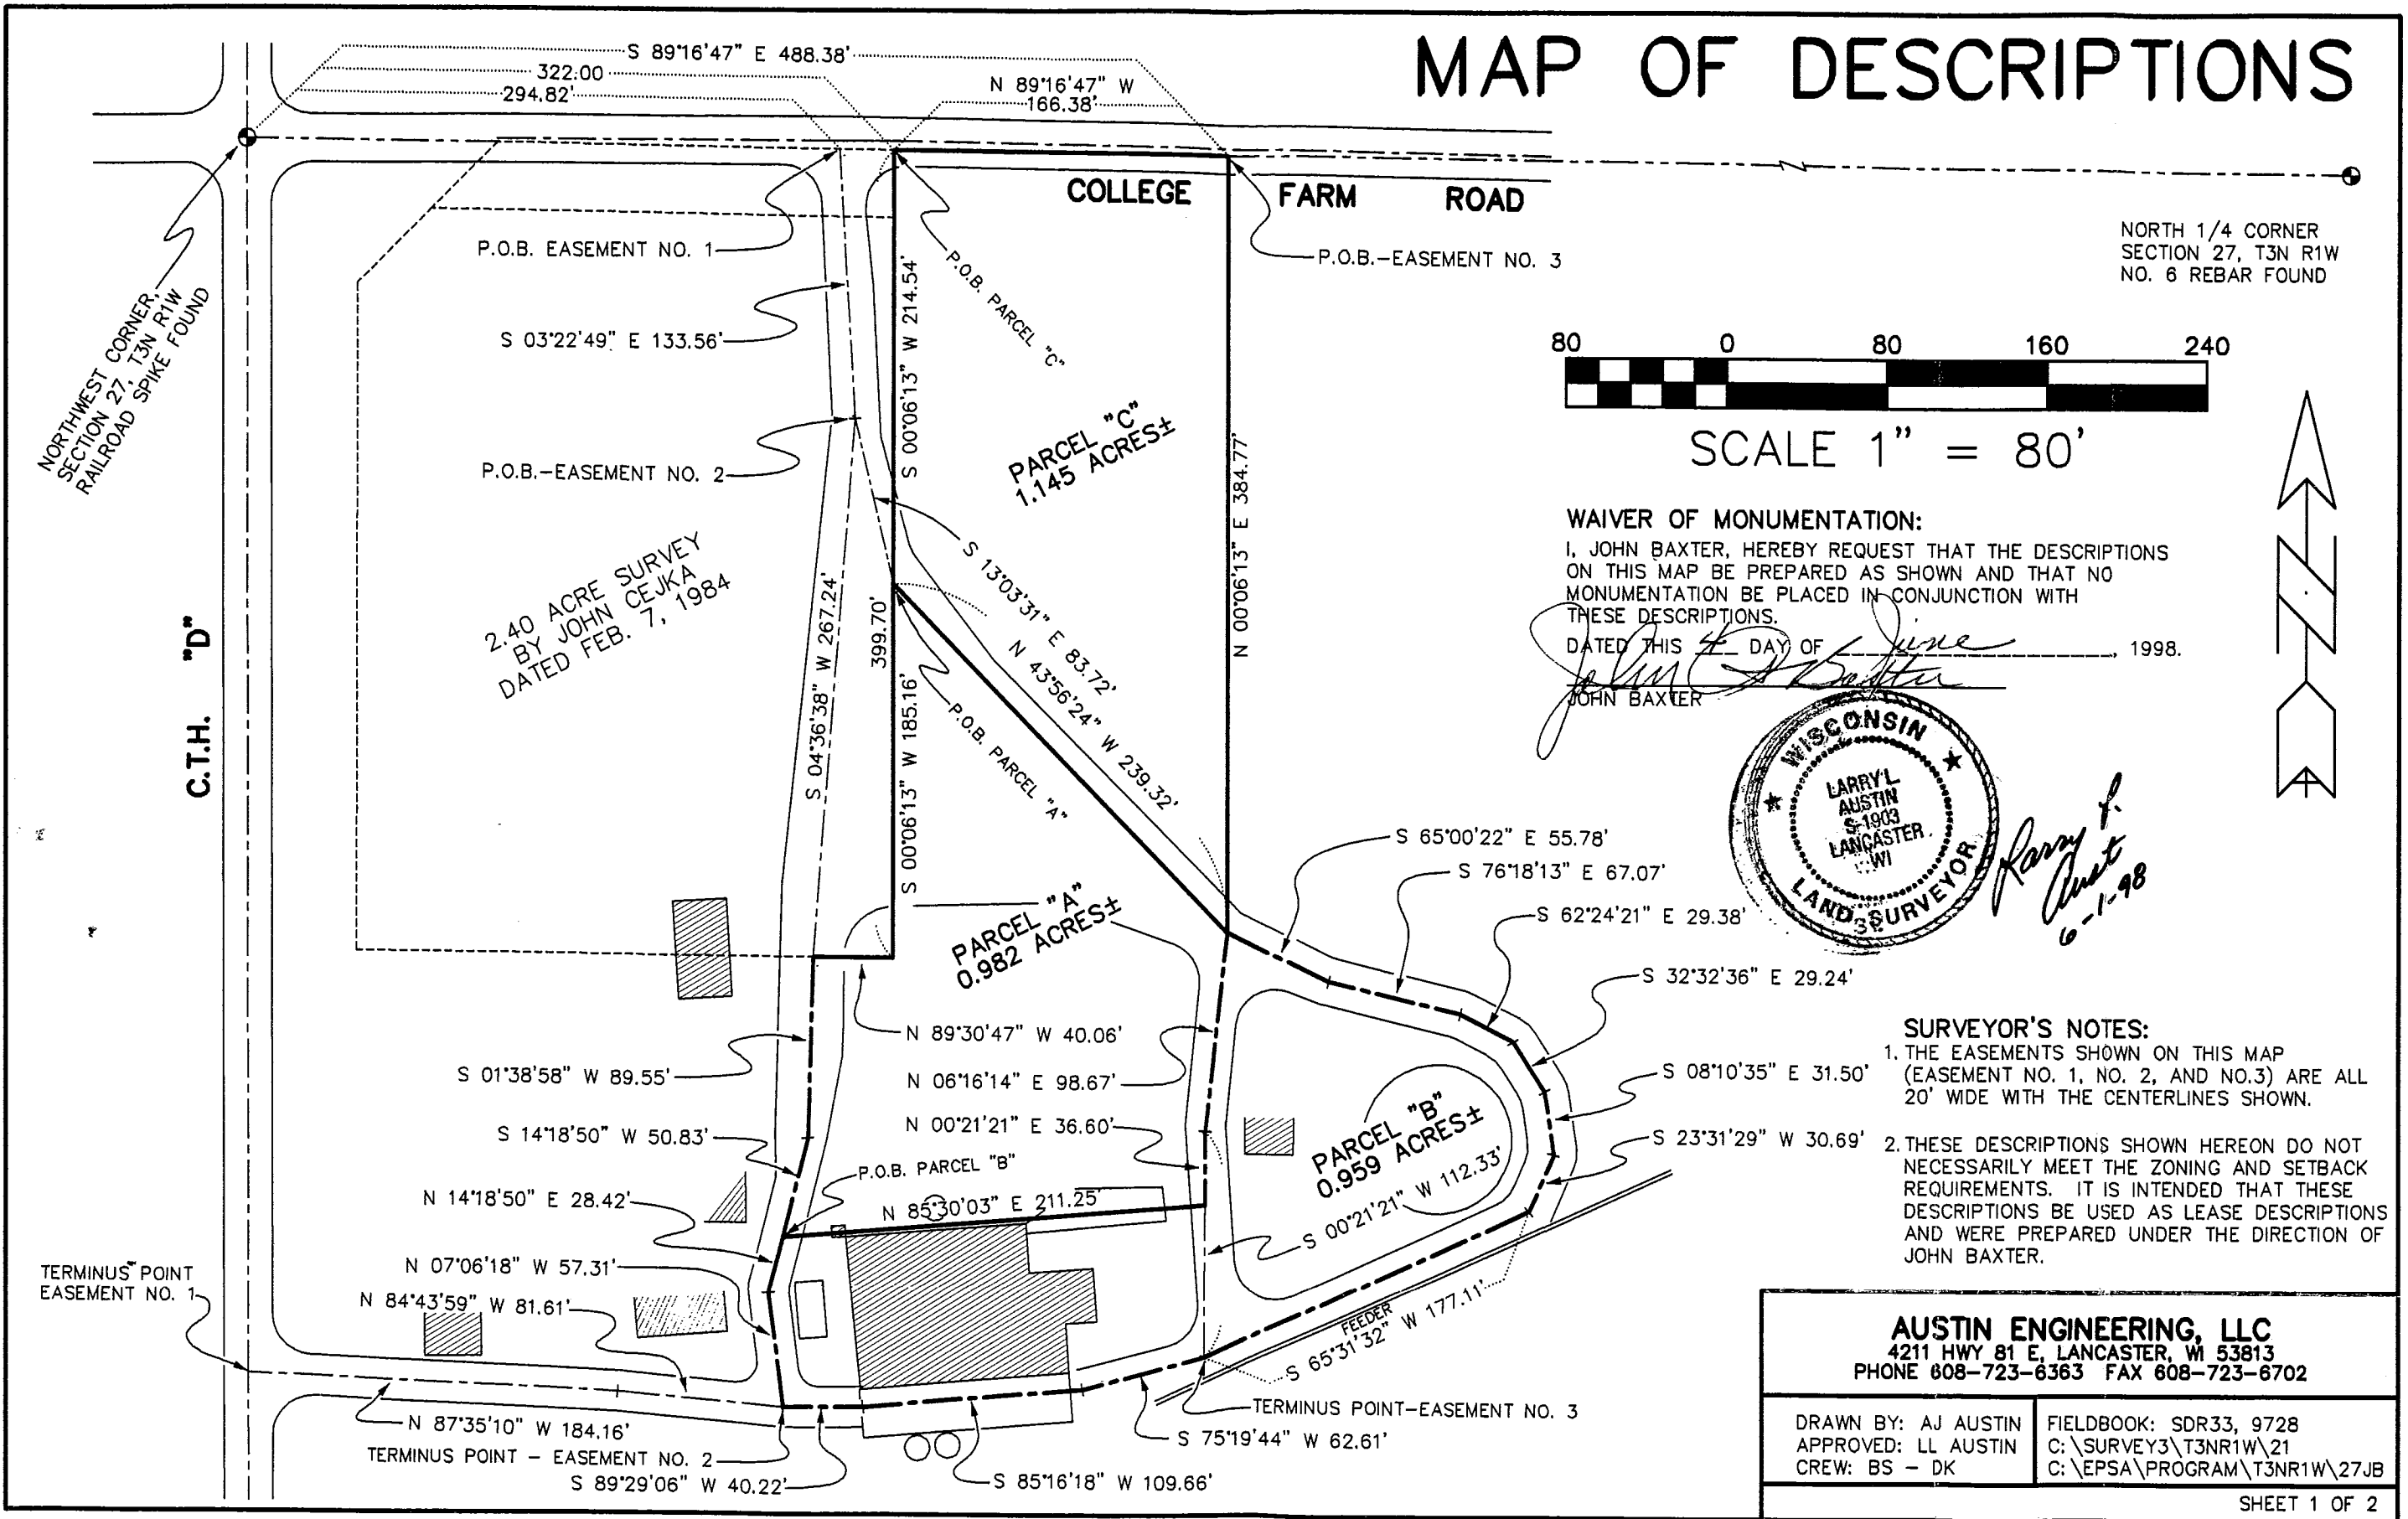 MAP OF DESCRIPTIONS
S 89°16'47" E 488.38'
322.00
294.82'
N 89°16'47" W
166.38'
COLLEGE FARM ROAD
P.O.B. EASEMENT NO. 1
P.O.B.-EASEMENT NO. 3
NORTH 1/4 CORNER
SECTION 27, T3N R1W
NO. 6 REBAR FOUND
NORTHWEST CORNER,
SECTION 27, T3N R1W
RAILROAD SPIKE FOUND
S 03°22'49" E 133.56'
S 00°06'13" W 214.54'
P.O.B. PARCEL "C"
80 0 80 160 240
SCALE 1" = 80'
P.O.B.-EASEMENT NO. 2
PARCEL "C"
1.145 ACRES±
N 00°06'13" E 384.77'
2.40 ACRE SURVEY
BY JOHN CEJKA
DATED FEB. 7, 1984
C.T.H. "D"
S 04°36'38" W 267.24'
399.70'
S 00°06'13" W 185.16'
S 13°03'31" E 83.72'
N 43°56'24" W 239.32'
P.O.B. PARCEL "A"
WAIVER OF MONUMENTATION:
I, JOHN BAXTER, HEREBY REQUEST THAT THE DESCRIPTIONS
ON THIS MAP BE PREPARED AS SHOWN AND THAT NO
MONUMENTATION BE PLACED IN CONJUNCTION WITH
THESE DESCRIPTIONS.
DATED THIS 4 DAY OF June, 1998.
JOHN BAXTER
WISCONSIN
LARRY L.
AUSTIN
S-1903
LANCASTER
WI
LAND SURVEYOR
6-1-98
S 65°00'22" E 55.78'
S 76°18'13" E 67.07'
S 62°24'21" E 29.38'
S 32°32'36" E 29.24'
S 08°10'35" E 31.50'
S 23°31'29" W 30.69'
PARCEL "A"
0.982 ACRES±
N 89°30'47" W 40.06'
N 06°16'14" E 98.67'
N 00°21'21" E 36.60'
S 01°38'58" W 89.55'
S 14°18'50" W 50.83'
P.O.B. PARCEL "B"
N 85°30'03" E 211.25'
N 14°18'50" E 28.42'
N 07°06'18" W 57.31'
N 84°43'59" W 81.61'
TERMINUS POINT
EASEMENT NO. 1
PARCEL "B"
0.959 ACRES±
S 00°21'21" W 112.33'
FEEDER
S 65°31'32" W 177.11'
TERMINUS POINT-EASEMENT NO. 3
S 75°19'44" W 62.61'
N 87°35'10" W 184.16'
TERMINUS POINT - EASEMENT NO. 2
S 89°29'06" W 40.22'
S 85°16'18" W 109.66'
SURVEYOR'S NOTES:
1. THE EASEMENTS SHOWN ON THIS MAP
(EASEMENT NO. 1, NO. 2, AND NO.3) ARE ALL
20' WIDE WITH THE CENTERLINES SHOWN.
2. THESE DESCRIPTIONS SHOWN HEREON DO NOT
NECESSARILY MEET THE ZONING AND SETBACK
REQUIREMENTS. IT IS INTENDED THAT THESE
DESCRIPTIONS BE USED AS LEASE DESCRIPTIONS
AND WERE PREPARED UNDER THE DIRECTION OF
JOHN BAXTER.
AUSTIN ENGINEERING, LLC
4211 HWY 81 E, LANCASTER, WI 53813
PHONE 608-723-6363 FAX 608-723-6702
DRAWN BY: AJ AUSTIN
APPROVED: LL AUSTIN
CREW: BS - DK
FIELDBOOK: SDR33, 9728
C:\SURVEY3\T3NR1W\21
C:\EPSA\PROGRAM\T3NR1W\27JB
SHEET 1 OF 2